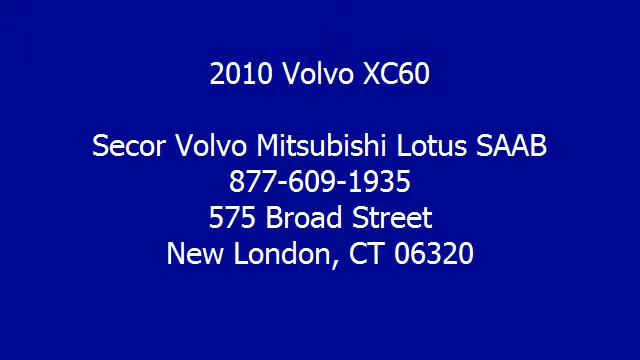 2010 Volvo XC60
Secor Volvo Mitsubishi Lotus SAAB
877-609-1935
575 Broad Street
New London, CT 06320